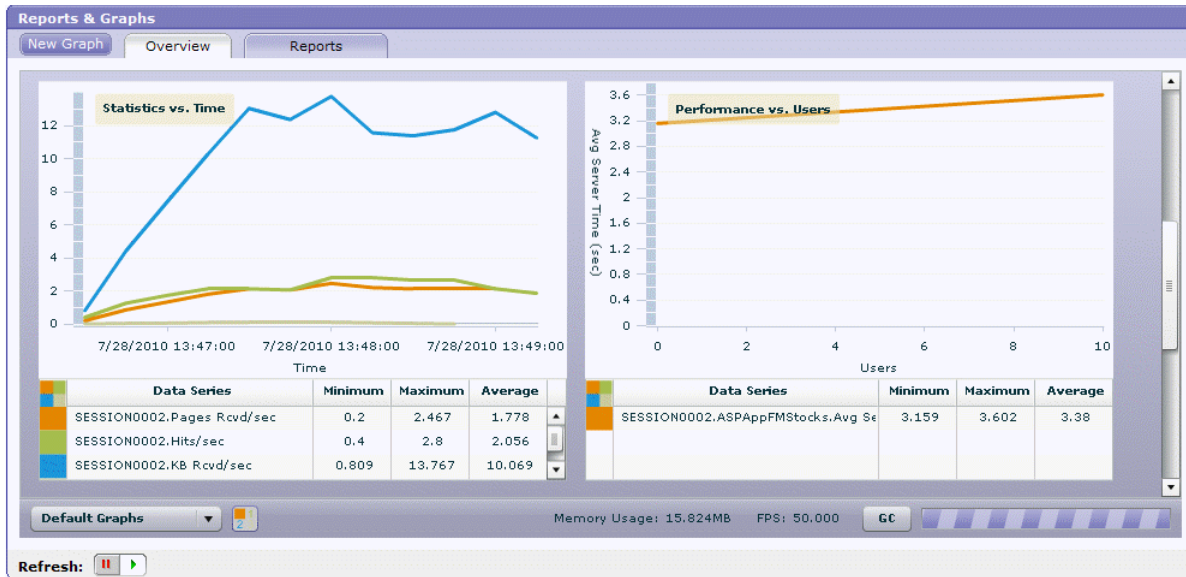 Reports & Graphs
New Graph
Overview
Reports
Statistics vs. Time
12
10
8
6
4
2
0
7/28/2010 13:47:00 7/28/2010 13:48:00 7/28/2010 13:49:00
Time
Data Series Minimum Maximum Average
SESSION0002.Pages Rcvd/sec 0.2 2.467 1.778
SESSION0002.Hits/sec 0.4 2.8 2.056
SESSION0002.KB Rcvd/sec 0.809 13.767 10.069
Performance vs. Users
Avg Server Time (sec)
3.6
3.2
2.8
2.4
2
1.6
1.2
0.8
0.4
0
0 2 4 6 8 10
Users
Data Series Minimum Maximum Average
SESSION0002.ASPAppFMStocks.Avg Se 3.159 3.602 3.38
Default Graphs
1
2
Memory Usage: 15.824MB FPS: 50.000 GC
Refresh: